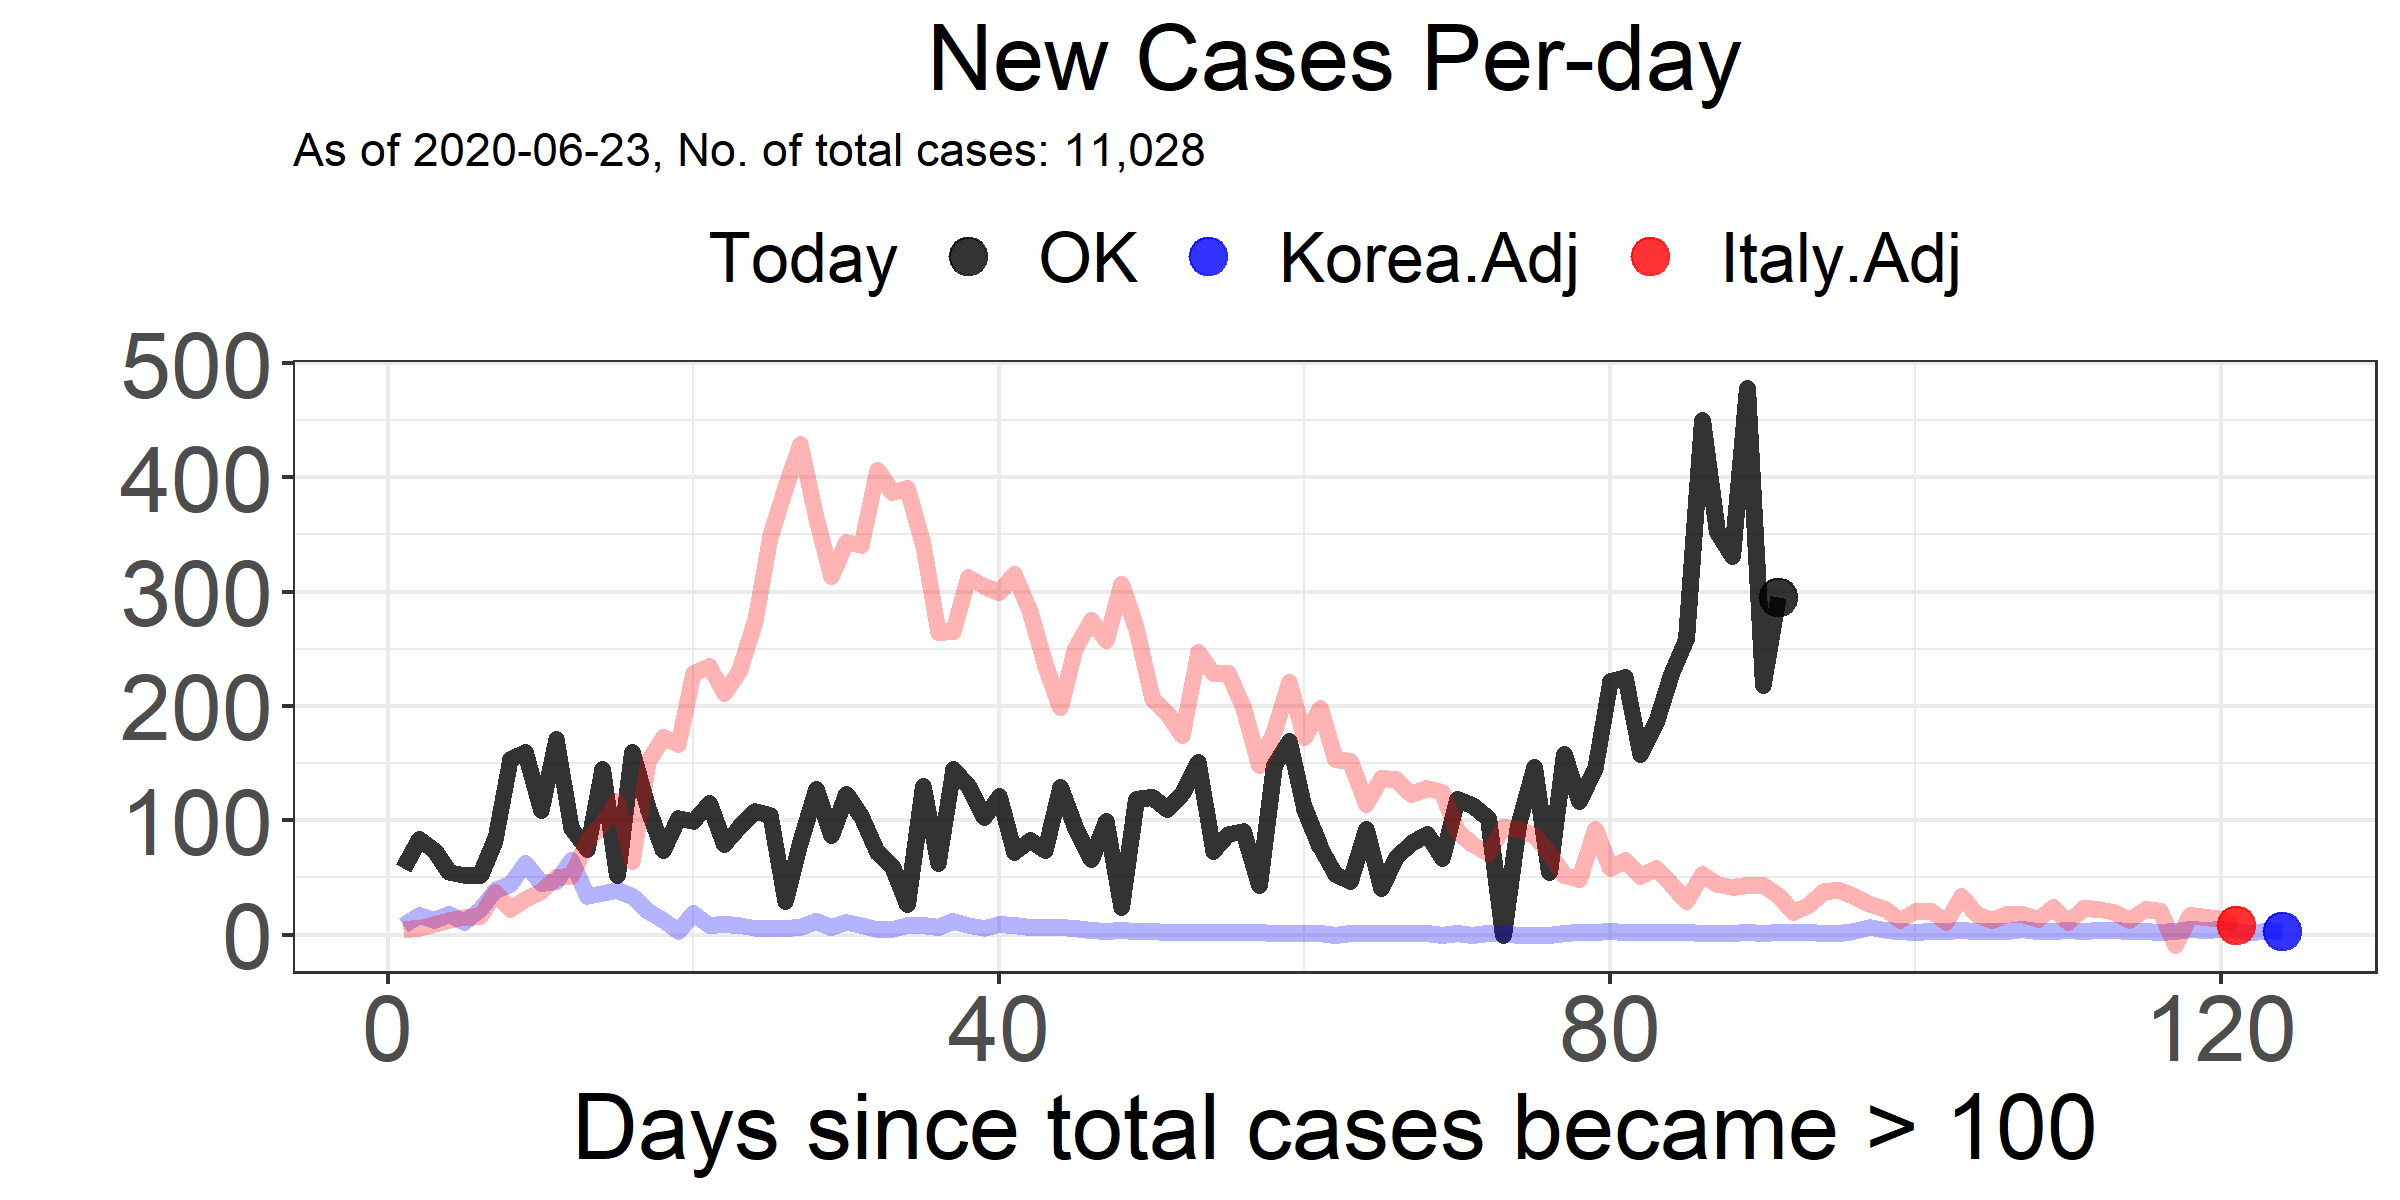 New Cases Per-day
As of 2020-06-23, No. of total cases: 11,028
Today OK Korea.Adj Italy.Adj
500
400
300
200
100
0
0 40 80 120
Days since total cases became > 100